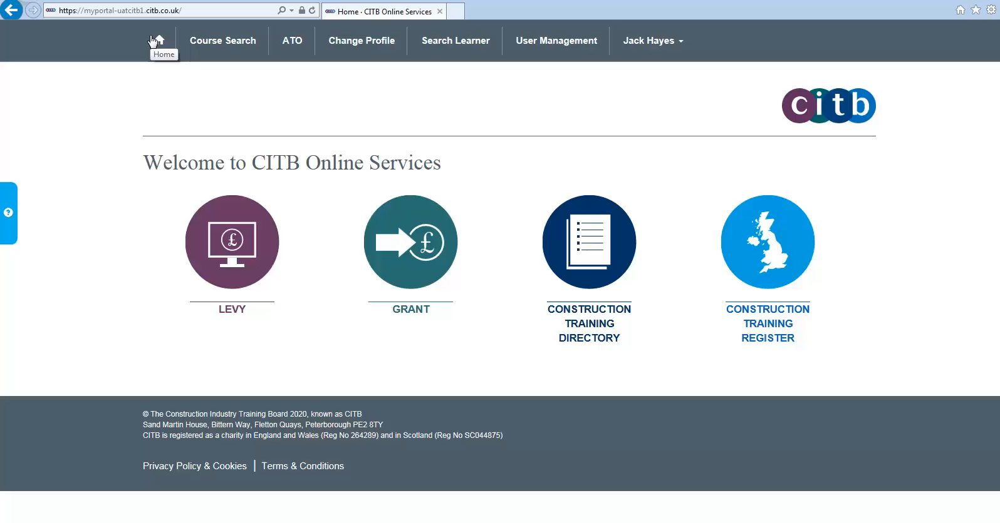 https://myportal-uatcitb1.citb.co.uk/
Home · CITB Online Services
Course Search
ATO
Change Profile
Search Learner
User Management
Jack Hayes
Home
citb
Welcome to CITB Online Services
£
£
LEVY
GRANT
CONSTRUCTION
TRAINING
DIRECTORY
CONSTRUCTION
TRAINING
REGISTER
?
© The Construction Industry Training Board 2020, known as CITB
Sand Martin House, Bittern Way, Fletton Quays, Peterborough PE2 8TY
CITB is registered as a charity in England and Wales (Reg No 264289) and in Scotland (Reg No SC044875)
Privacy Policy & Cookies | Terms & Conditions